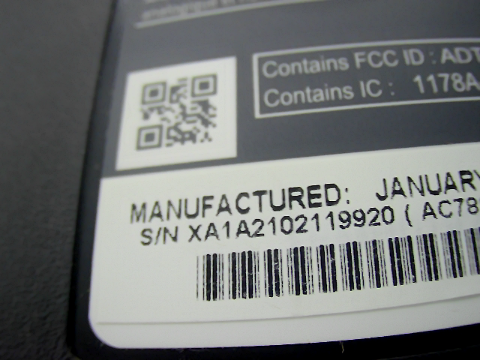 Contains FCC ID : ADT
Contains IC : 1178A
MANUFACTURED: JANUARY
S/N XA1A2102119920 ( AC78